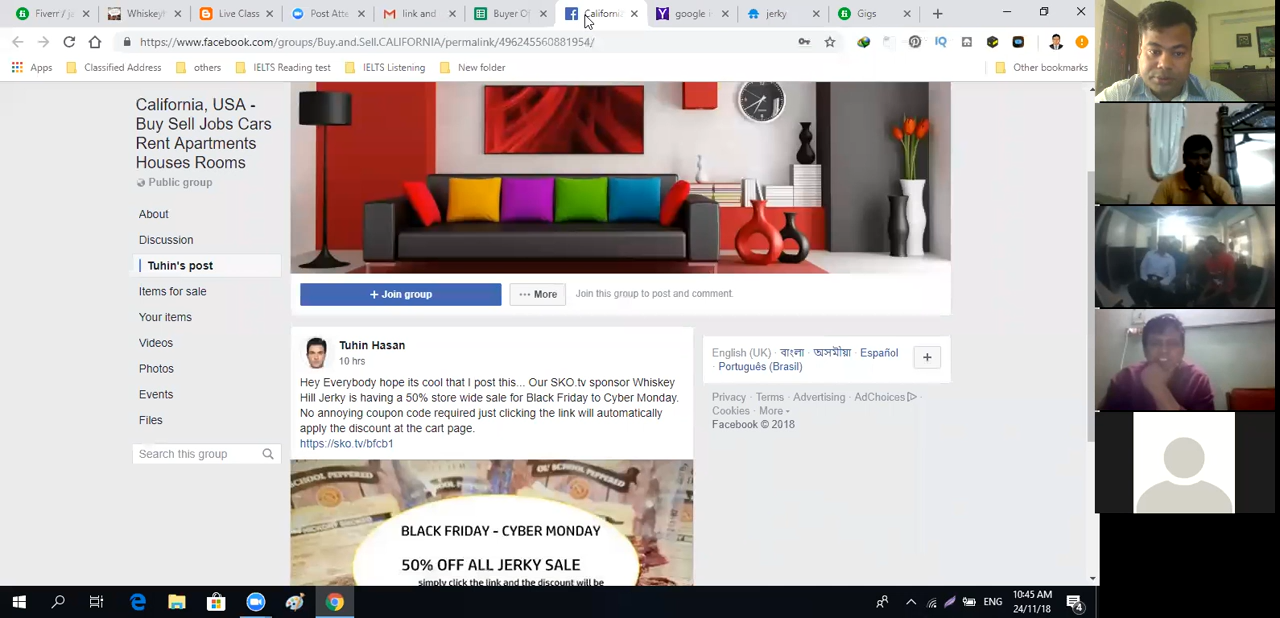 Fiverr / ja
Whiskey
Live Class
Post Atte
link and
Buyer O
Californi
google i
jerky
Gigs
https://www.facebook.com/groups/Buy.and.Sell.CALIFORNIA/permalink/496245560881954/
Apps
Classified Address
others
IELTS Reading test
IELTS Listening
New folder
Other bookmarks
California, USA -
Buy Sell Jobs Cars
Rent Apartments
Houses Rooms
Public group
About
Discussion
Tuhin's post
Items for sale
Your items
Videos
Photos
Events
Files
Search this group
+ Join group
··· More
Join this group to post and comment.
Tuhin Hasan
10 hrs
Hey Everybody hope its cool that I post this... Our SKO.tv sponsor Whiskey
Hill Jerky is having a 50% store wide sale for Black Friday to Cyber Monday.
No annoying coupon code required just clicking the link will automatically
apply the discount at the cart page.
https://sko.tv/bfcb1
OL' SCHOOL PEPPERED
BLACK FRIDAY - CYBER MONDAY
50% OFF ALL JERKY SALE
simply click the link and the discount will be
English (UK) · বাংলা · অসমীয়া · Español
· Português (Brasil)
Privacy · Terms · Advertising · AdChoices ·
Cookies · More
Facebook © 2018
ENG
10:45 AM
24/11/18
4